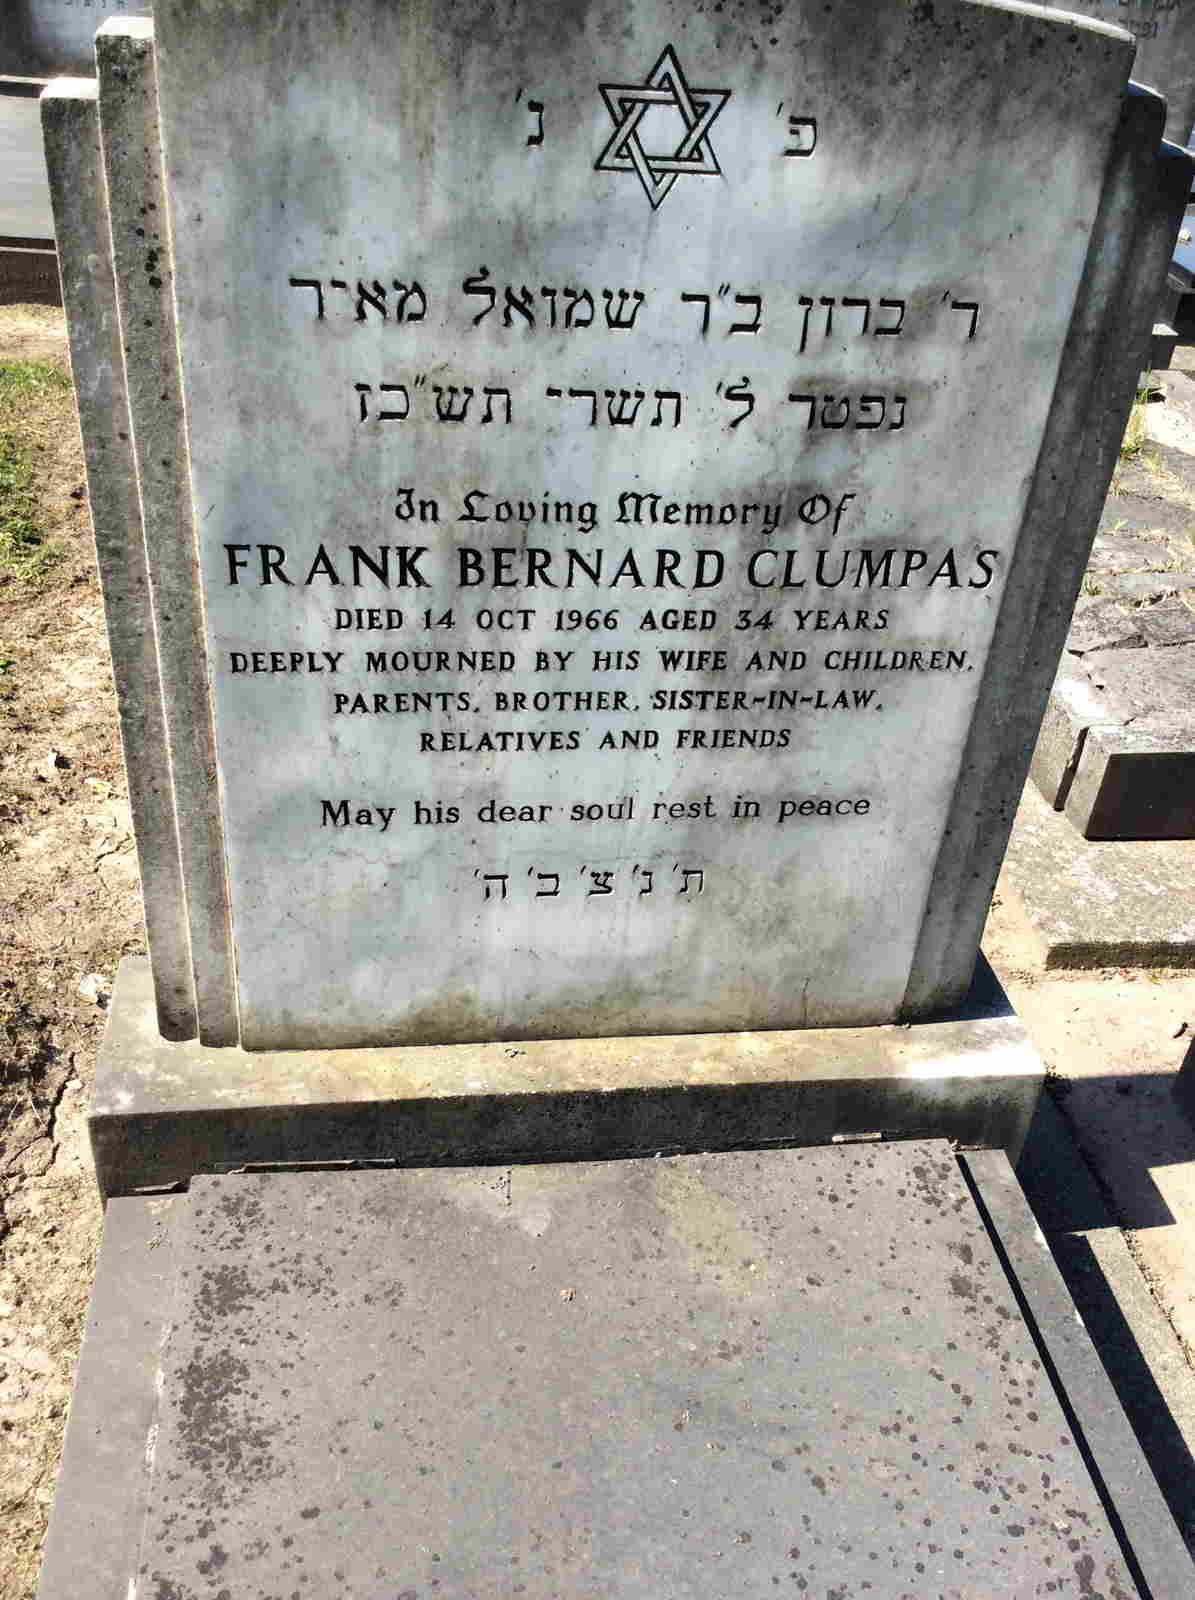 פ׳ נ׳
ר׳ ברון ב״ר שמואל מאיר
נפטר ל׳ תשרי תש״כז
In Loving Memory Of
FRANK BERNARD CLUMPAS
DIED 14 OCT 1966 AGED 34 YEARS
DEEPLY MOURNED BY HIS WIFE AND CHILDREN,
PARENTS, BROTHER, SISTER-IN-LAW,
RELATIVES AND FRIENDS
May his dear soul rest in peace
ת׳ נ׳ צ׳ ב׳ ה׳